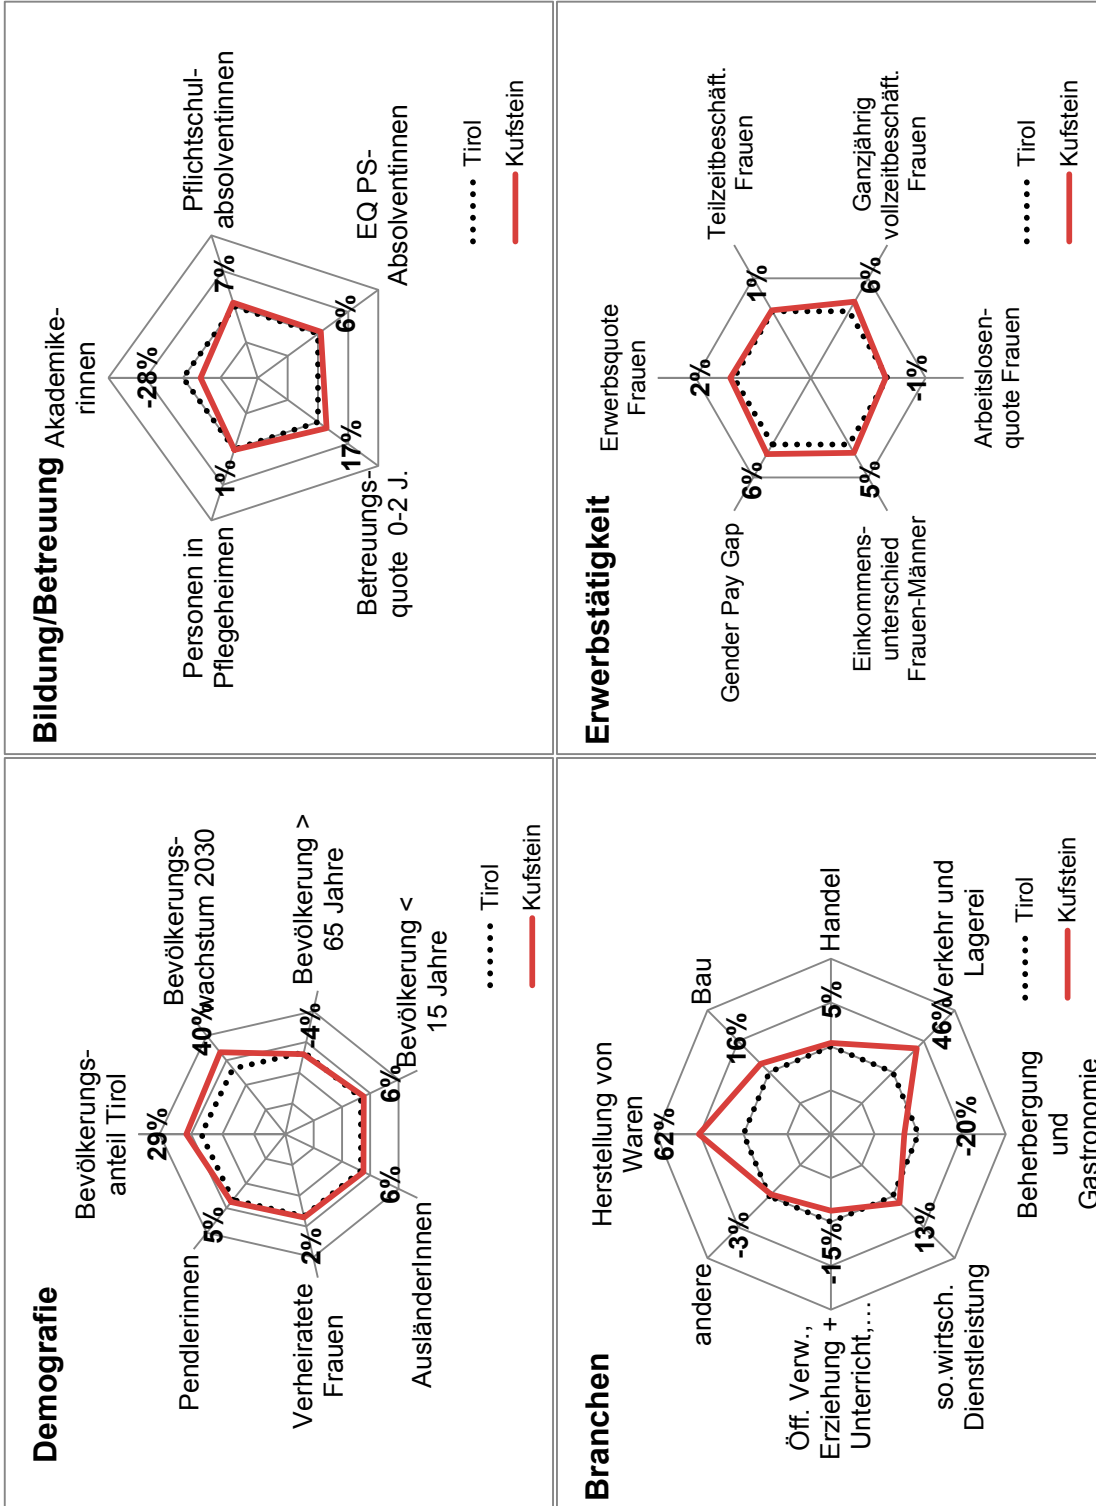 Demografie
Bevölkerungs-
anteil Tirol
29%
Bevölkerungs-
wachstum 2030
40%
Bevölkerung >
65 Jahre
-4%
Bevölkerung <
15 Jahre
6%
AusländerInnen
6%
Verheiratete
Frauen
2%
Pendlerinnen
5%
Tirol
Kufstein
Bildung/Betreuung
Akademike-
rinnen
-28%
Pflichtschul-
absolventinnen
7%
EQ PS-
Absolventinnen
6%
Betreuungs-
quote 0-2 J.
17%
Personen in
Pflegeheimen
1%
Tirol
Kufstein
Branchen
Herstellung von
Waren
62%
Bau
16%
Handel
5%
Verkehr und
Lagerei
46%
Beherbergung
und
Gastronomie
-20%
so.wirtsch.
Dienstleistung
13%
Öff. Verw.,
Erziehung +
Unterricht,…
-15%
andere
-3%
Tirol
Kufstein
Erwerbstätigkeit
Erwerbsquote
Frauen
2%
Teilzeitbeschäft.
Frauen
1%
Ganzjährig
vollzeitbeschäft.
Frauen
6%
Arbeitslosen-
quote Frauen
-1%
Einkommens-
unterschied
Frauen-Männer
5%
Gender Pay Gap
6%
Tirol
Kufstein